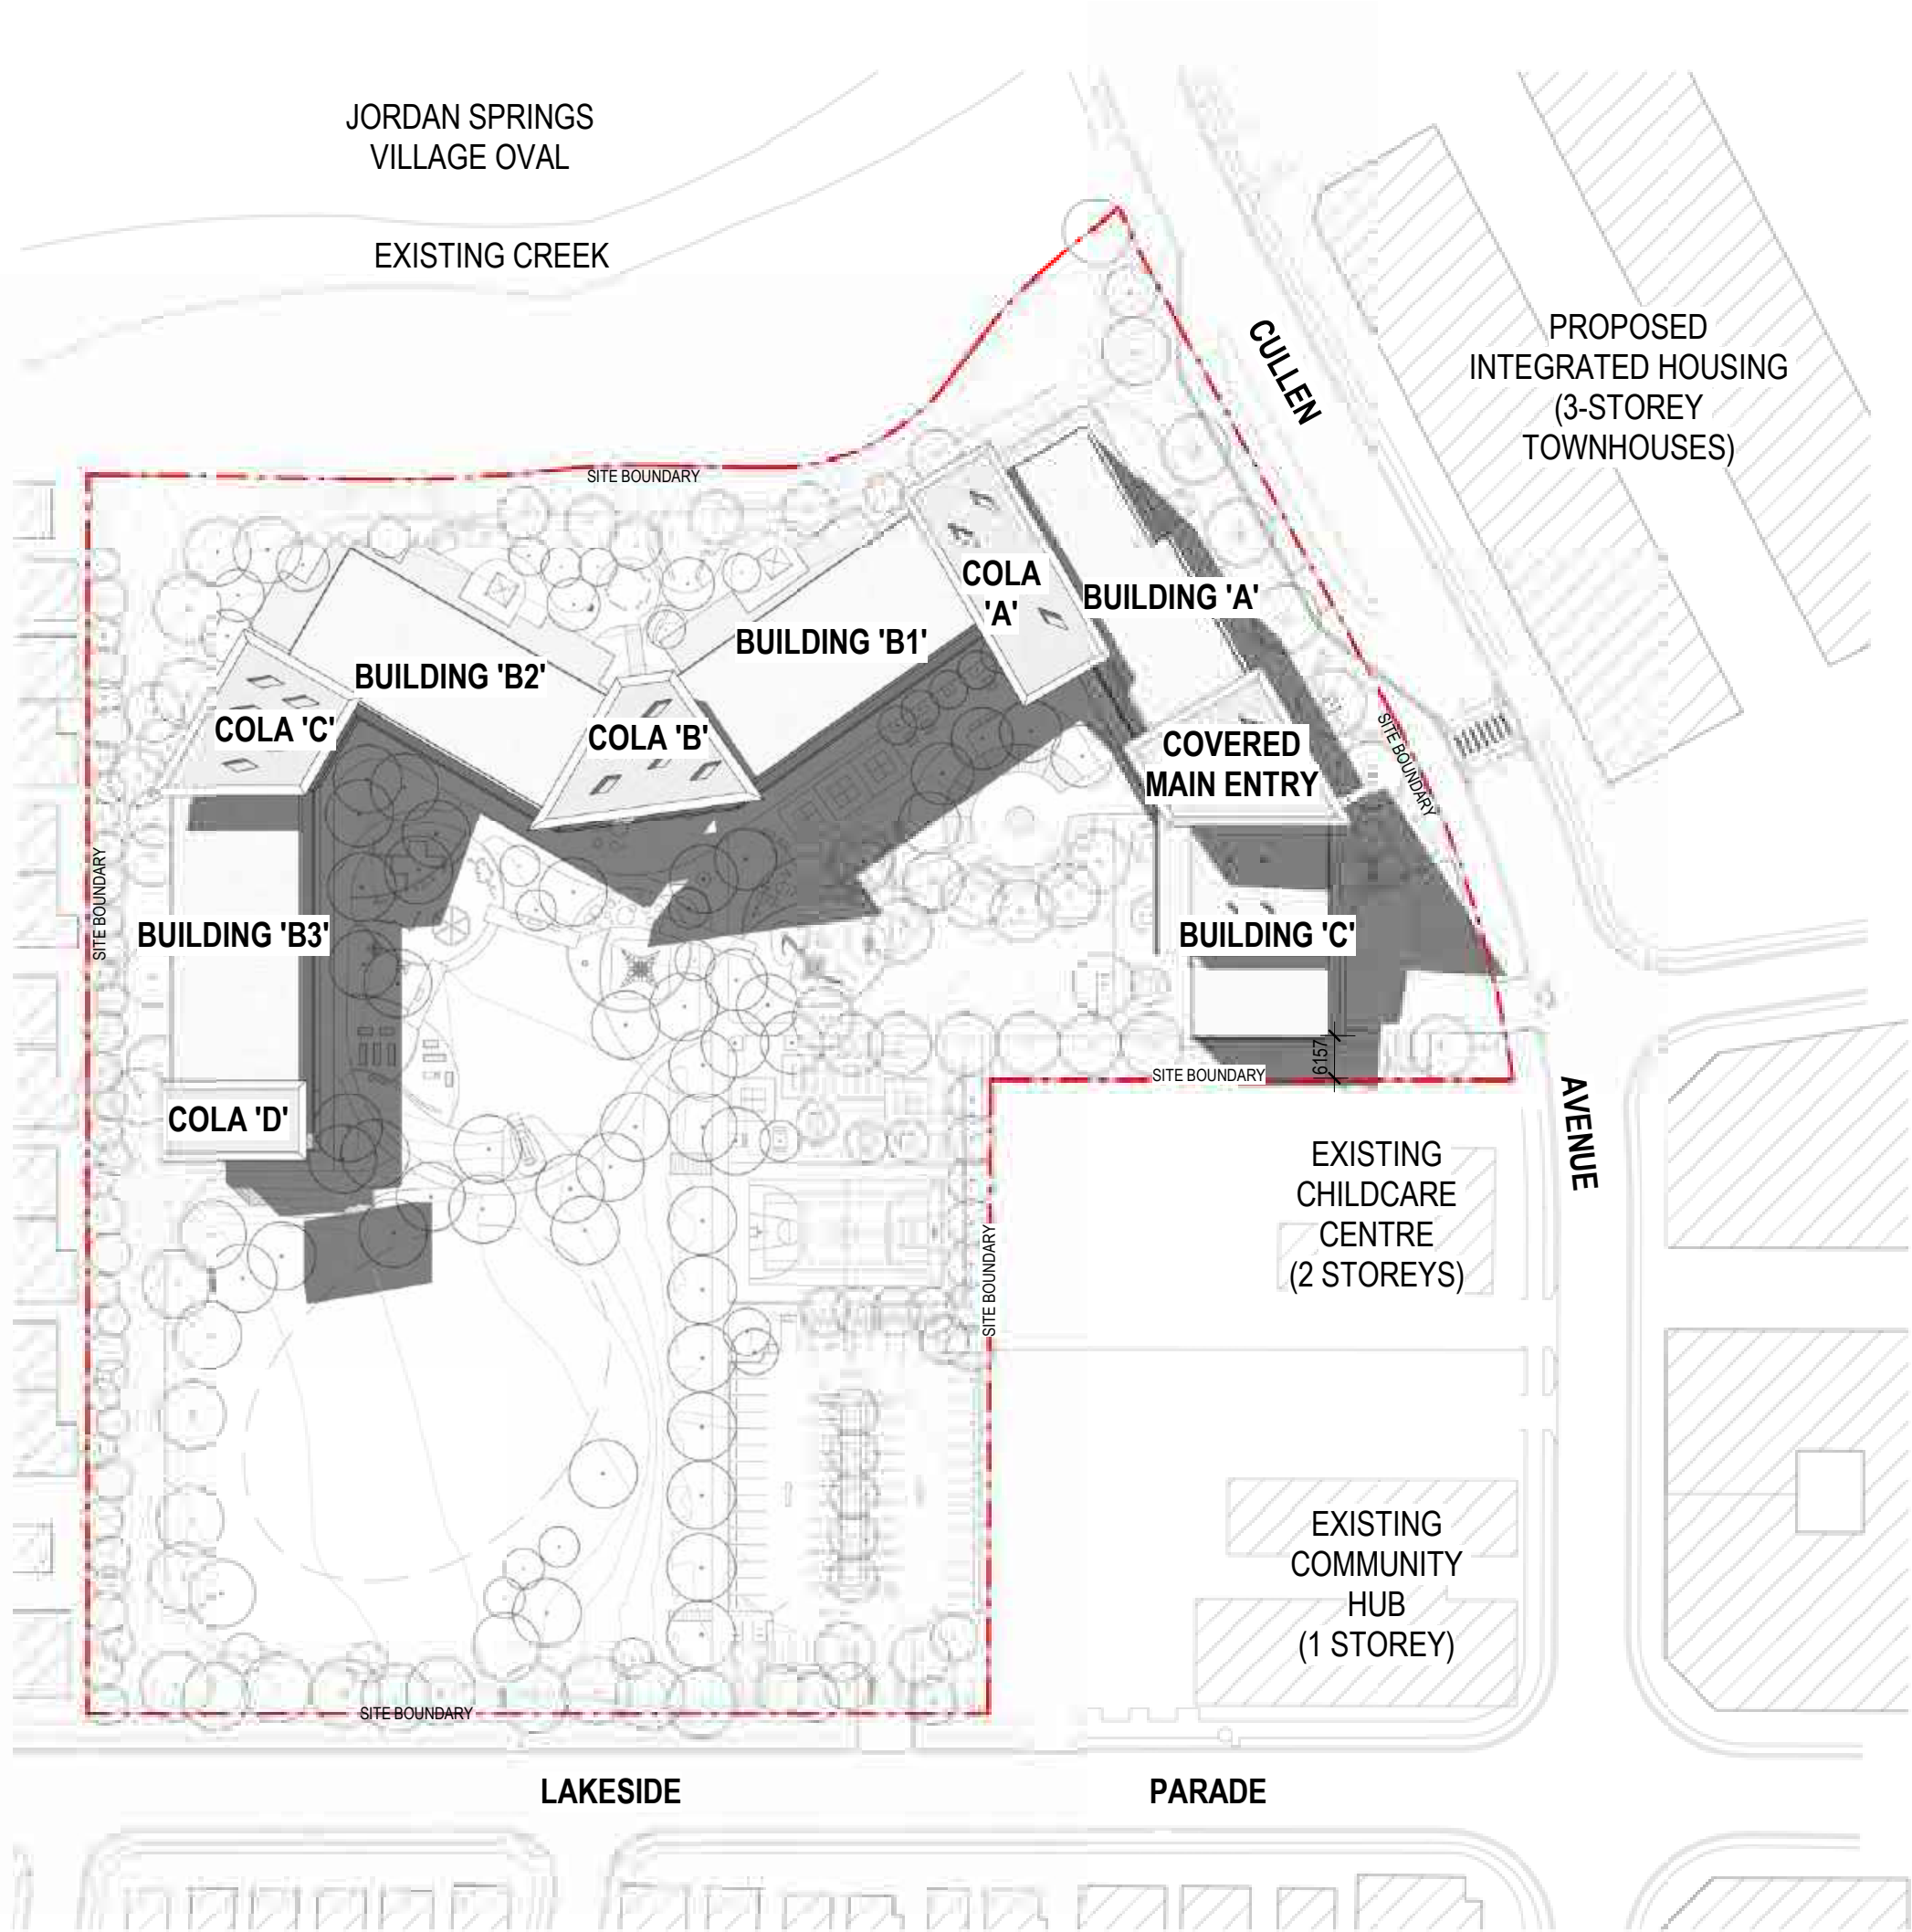 JORDAN SPRINGS
VILLAGE OVAL
EXISTING CREEK
CULLEN
PROPOSED
INTEGRATED HOUSING
(3-STOREY
TOWNHOUSES)
SITE BOUNDARY
COLA
'A'
BUILDING 'A'
BUILDING 'B1'
BUILDING 'B2'
COLA 'C'
COLA 'B'
COVERED
MAIN ENTRY
SITE BOUNDARY
SITE BOUNDARY
BUILDING 'B3'
BUILDING 'C'
6157
SITE BOUNDARY
COLA 'D'
AVENUE
EXISTING
CHILDCARE
CENTRE
(2 STOREYS)
SITE BOUNDARY
EXISTING
COMMUNITY
HUB
(1 STOREY)
SITE BOUNDARY
LAKESIDE
PARADE